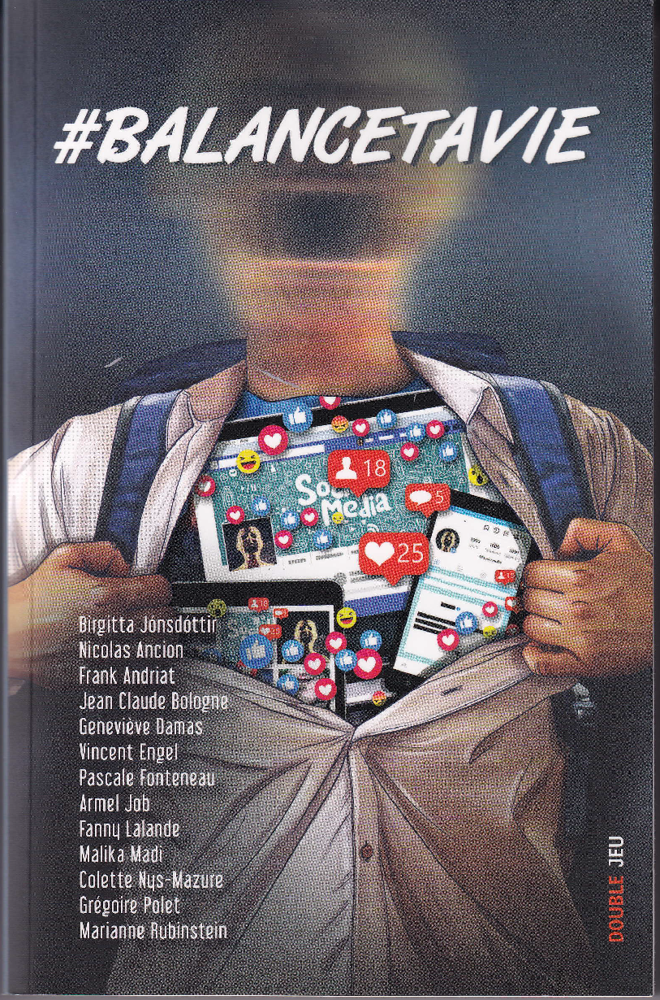 #BALANCETAVIE
18
Social
Media
5
25
Birgitta Jónsdóttir
Nicolas Ancion
Frank Andriat
Jean Claude Bologne
Geneviève Damas
Vincent Engel
Pascale Fonteneau
Armel Job
Fanny Lalande
Malika Madi
Colette Nys-Mazure
Grégoire Polet
Marianne Rubinstein
DOUBLE JEU